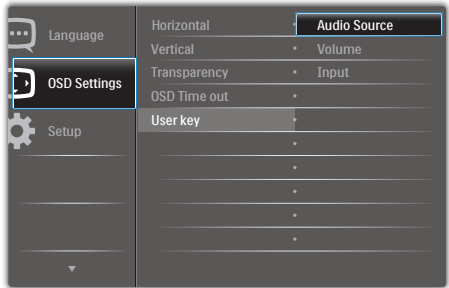 Language
OSD Settings
Setup
Horizontal
Vertical
Transparency
OSD Time out
User key
Audio Source
Volume
Input